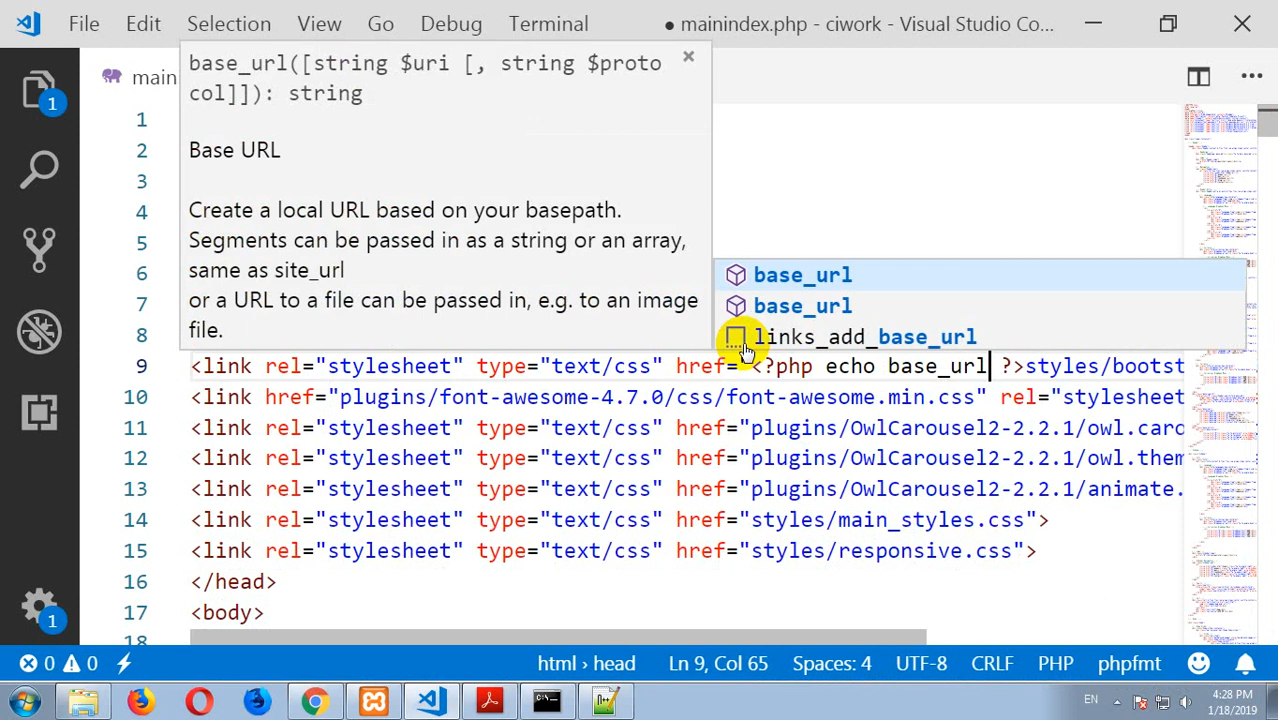 File Edit Selection View Go Debug Terminal ● mainindex.php - ciwork - Visual Studio Co...
main
base_url([string $uri [, string $proto
col]]): string
Base URL
Create a local URL based on your basepath.
Segments can be passed in as a string or an array,
same as site_url
or a URL to a file can be passed in, e.g. to an image
file.
base_url
base_url
links_add_base_url
1
2
3
4
5
6
7
8
9 <link rel="stylesheet" type="text/css" href="<?php echo base_url ?>styles/bootst
10 <link href="plugins/font-awesome-4.7.0/css/font-awesome.min.css" rel="stylesheet
11 <link rel="stylesheet" type="text/css" href="plugins/OwlCarousel2-2.2.1/owl.caro
12 <link rel="stylesheet" type="text/css" href="plugins/OwlCarousel2-2.2.1/owl.them
13 <link rel="stylesheet" type="text/css" href="plugins/OwlCarousel2-2.2.1/animate.
14 <link rel="stylesheet" type="text/css" href="styles/main_styles.css">
15 <link rel="stylesheet" type="text/css" href="styles/responsive.css">
16 </head>
17 <body>
18
1
1
0 0 html › head Ln 9, Col 65 Spaces: 4 UTF-8 CRLF PHP phpfmt
EN 4:28 PM
1/18/2019